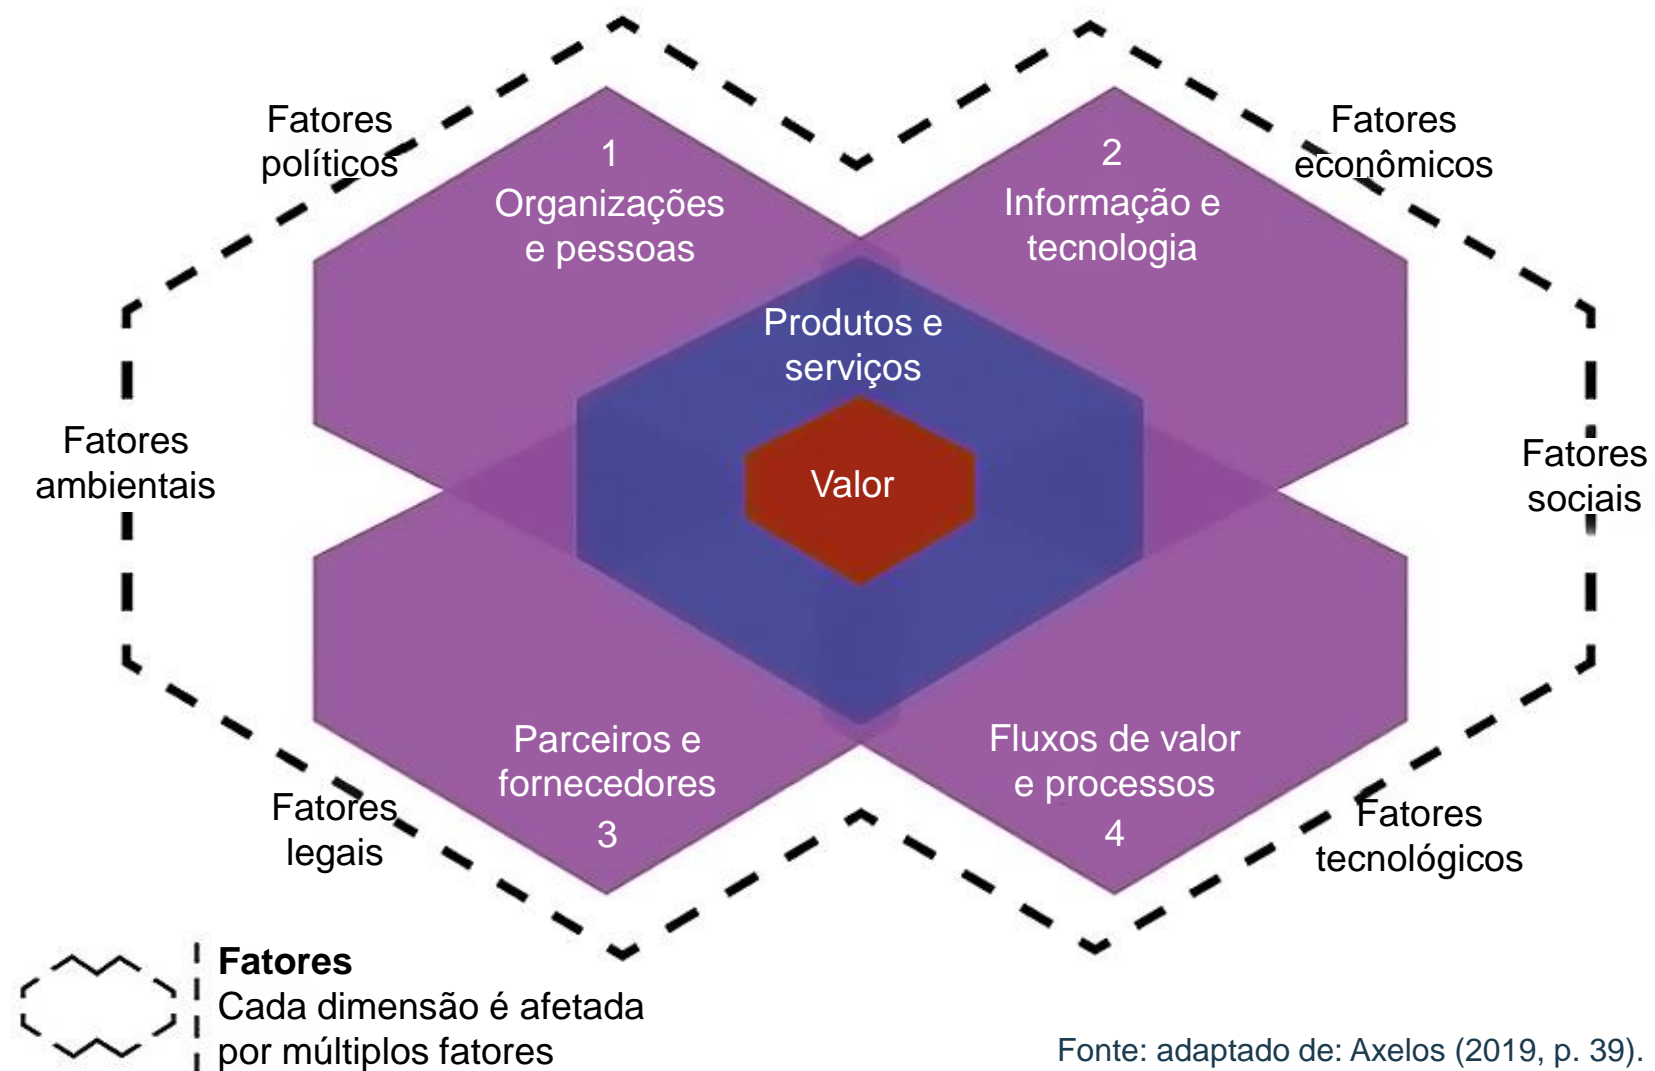 Fatores
políticos
Fatores
econômicos
1
Organizações
e pessoas
2
Informação e
tecnologia
Produtos e
serviços
Fatores
ambientais
Valor
Fatores
sociais
Parceiros e
fornecedores
3
Fluxos de valor
e processos
4
Fatores
legais
Fatores
tecnológicos
Fatores
Cada dimensão é afetada
por múltiplos fatores
Fonte: adaptado de: Axelos (2019, p. 39).